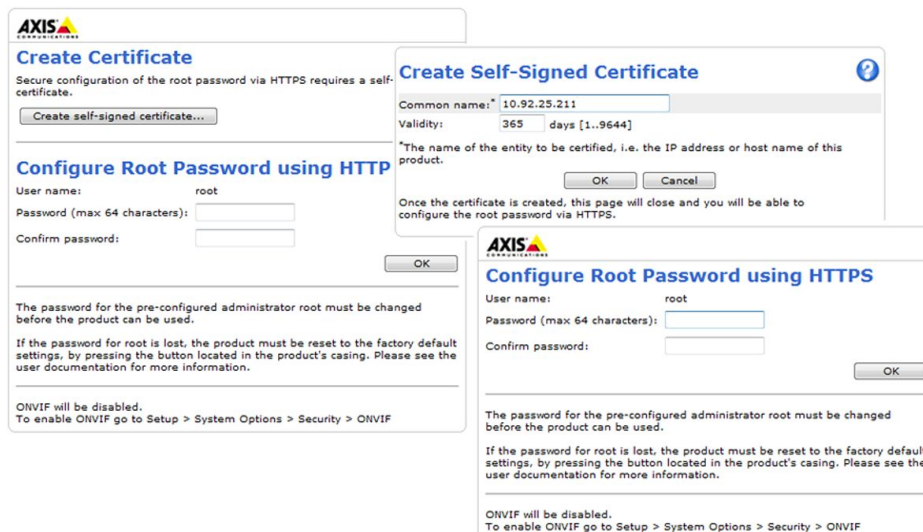 AXIS
COMMUNICATIONS
Create Certificate
Secure configuration of the root password via HTTPS requires a self-
certificate.
Create self-signed certificate...
Configure Root Password using HTTP
User name: root
Password (max 64 characters):
Confirm password:
OK
The password for the pre-configured administrator root must be changed
before the product can be used.
If the password for root is lost, the product must be reset to the factory default
settings, by pressing the button located in the product's casing. Please see the
user documentation for more information.
ONVIF will be disabled.
To enable ONVIF go to Setup > System Options > Security > ONVIF
Create Self-Signed Certificate
?
Common name:* 10.92.25.211
Validity: 365 days [1..9644]
*The name of the entity to be certified, i.e. the IP address or host name of this
product.
OK Cancel
Once the certificate is created, this page will close and you will be able to
configure the root password via HTTPS.
AXIS
COMMUNICATIONS
Configure Root Password using HTTPS
User name: root
Password (max 64 characters):
Confirm password:
OK
The password for the pre-configured administrator root must be changed
before the product can be used.
If the password for root is lost, the product must be reset to the factory default
settings, by pressing the button located in the product's casing. Please see the
user documentation for more information.
ONVIF will be disabled.
To enable ONVIF go to Setup > System Options > Security > ONVIF